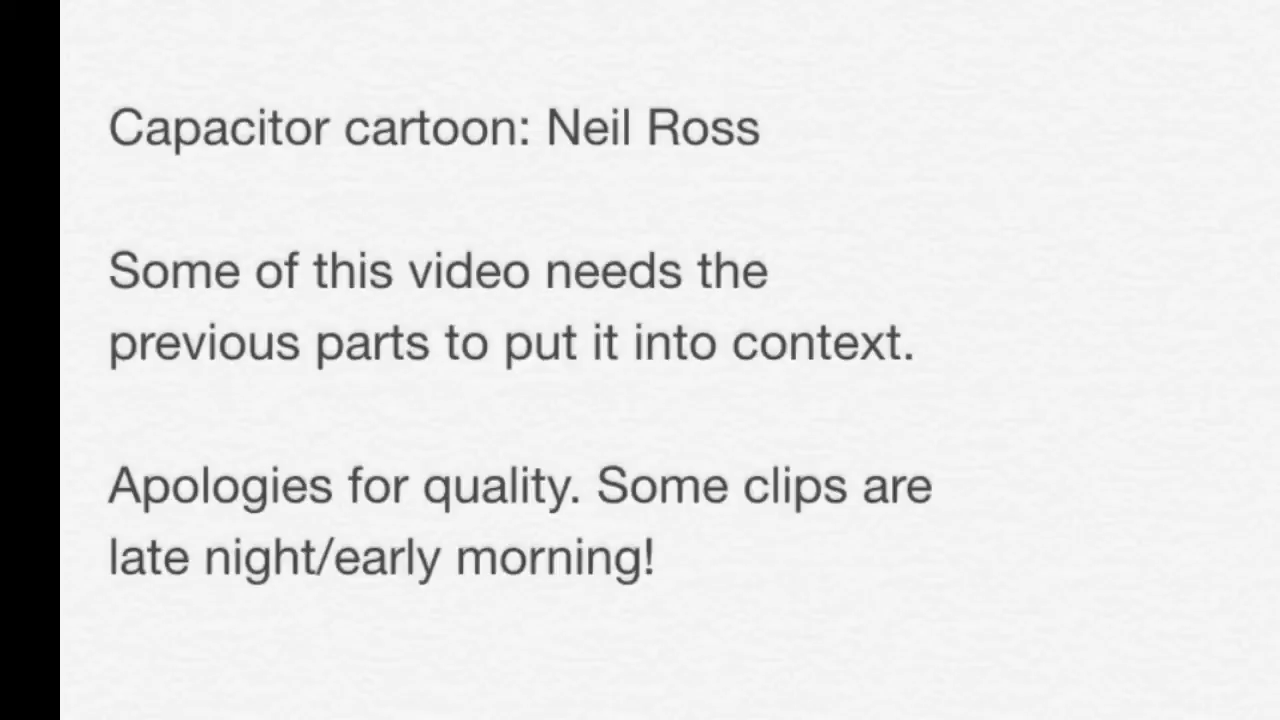 Capacitor cartoon: Neil Ross
Some of this video needs the
previous parts to put it into context.
Apologies for quality. Some clips are
late night/early morning!